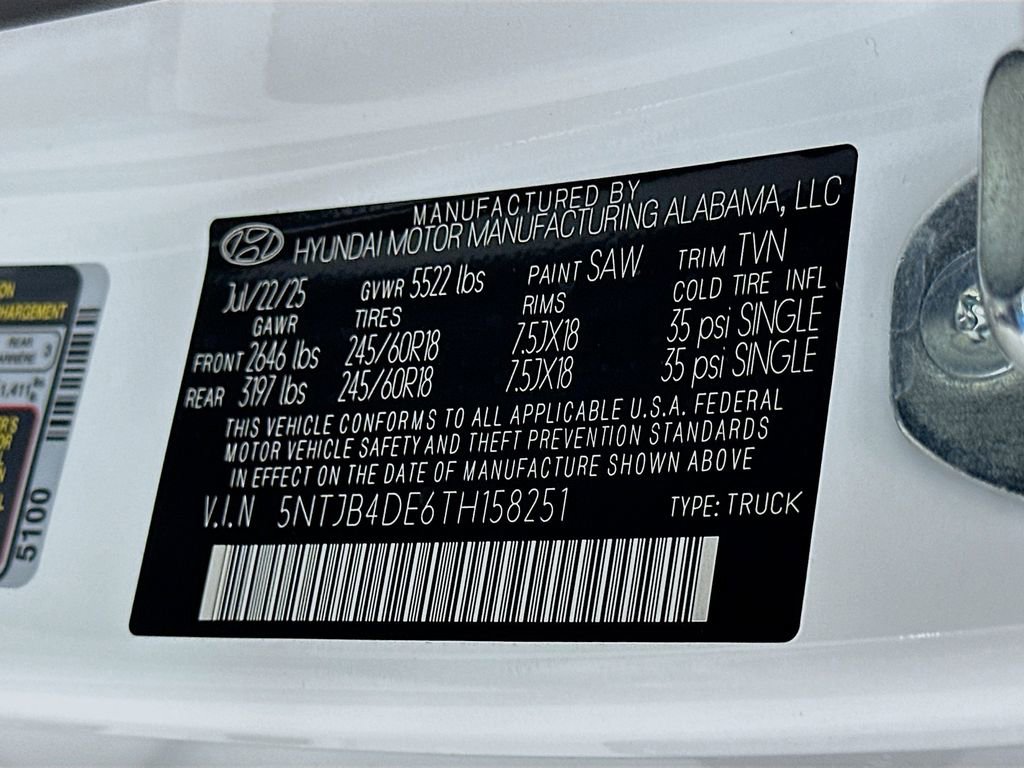 MANUFACTURED BY
HYUNDAI MOTOR MANUFACTURING ALABAMA, LLC
Jul/22/25 GVWR 5522 lbs PAINT SAW TRIM TVN
GAWR TIRES RIMS COLD TIRE INFL
FRONT 2646 lbs 245/60R18 7.5JX18 35 psi SINGLE
REAR 3197 lbs 245/60R18 7.5JX18 35 psi SINGLE
THIS VEHICLE CONFORMS TO ALL APPLICABLE U.S.A. FEDERAL
MOTOR VEHICLE SAFETY AND THEFT PREVENTION STANDARDS
IN EFFECT ON THE DATE OF MANUFACTURE SHOWN ABOVE
V.I.N 5NTJB4DE6TH158251 TYPE: TRUCK
REAR
3
5100